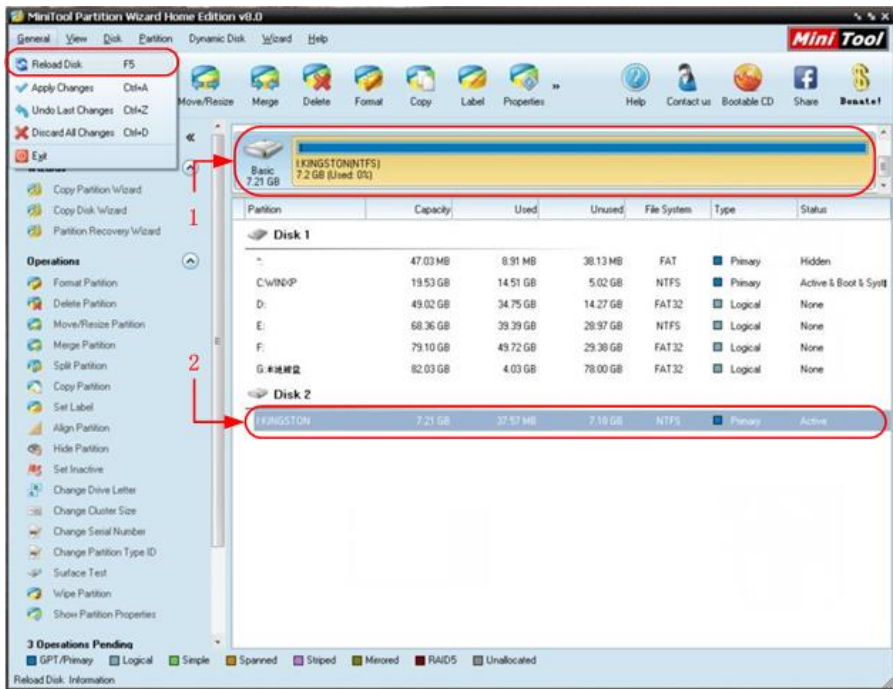 MiniTool Partition Wizard Home Edition v8.0
General View Disk Partition Dynamic Disk Wizard Help
Mini Tool
Reload Disk F5
Apply Changes Ctrl+A
Undo Last Changes Ctrl+Z
Discard All Changes Ctrl+D
Exit
Move/Resize Merge Delete Format Copy Label Properties » Help Contact us Bootable CD Share Donate!
Basic
7.21 GB
I:KINGSTON(NTFS)
7.2 GB (Used: 0%)
1
Copy Partition Wizard
Copy Disk Wizard
Partition Recovery Wizard
Operations
Format Partition
Delete Partition
Move/Resize Partition
Merge Partition
Split Partition
Copy Partition
Set Label
Align Partition
Hide Partition
Set Inactive
Change Drive Letter
Change Cluster Size
Change Serial Number
Change Partition Type ID
Surface Test
Wipe Partition
Show Partition Properties
3 Operations Pending
2
Partition Capacity Used Unused File System Type Status
Disk 1
*: 47.03 MB 8.91 MB 38.13 MB FAT Primary Hidden
C:WINXP 19.53 GB 14.51 GB 5.02 GB NTFS Primary Active & Boot & Syst
D: 49.02 GB 34.75 GB 14.27 GB FAT32 Logical None
E: 68.36 GB 39.39 GB 28.97 GB NTFS Logical None
F: 79.10 GB 49.72 GB 29.38 GB FAT32 Logical None
G:本地磁盘 82.03 GB 4.03 GB 78.00 GB FAT32 Logical None
Disk 2
I:KINGSTON 7.21 GB 37.57 MB 7.18 GB NTFS Primary Active
GPT/Primary Logical Simple Spanned Striped Mirrored RAID5 Unallocated
Reload Disk Information